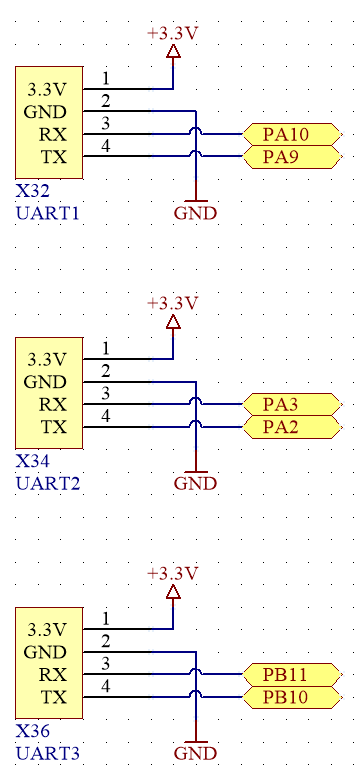 +3.3V
3.3V 1
GND 2
RX 3 PA10
TX 4 PA9
X32
UART1 GND
+3.3V
3.3V 1
GND 2
RX 3 PA3
TX 4 PA2
X34
UART2 GND
+3.3V
3.3V 1
GND 2
RX 3 PB11
TX 4 PB10
X36
UART3 GND